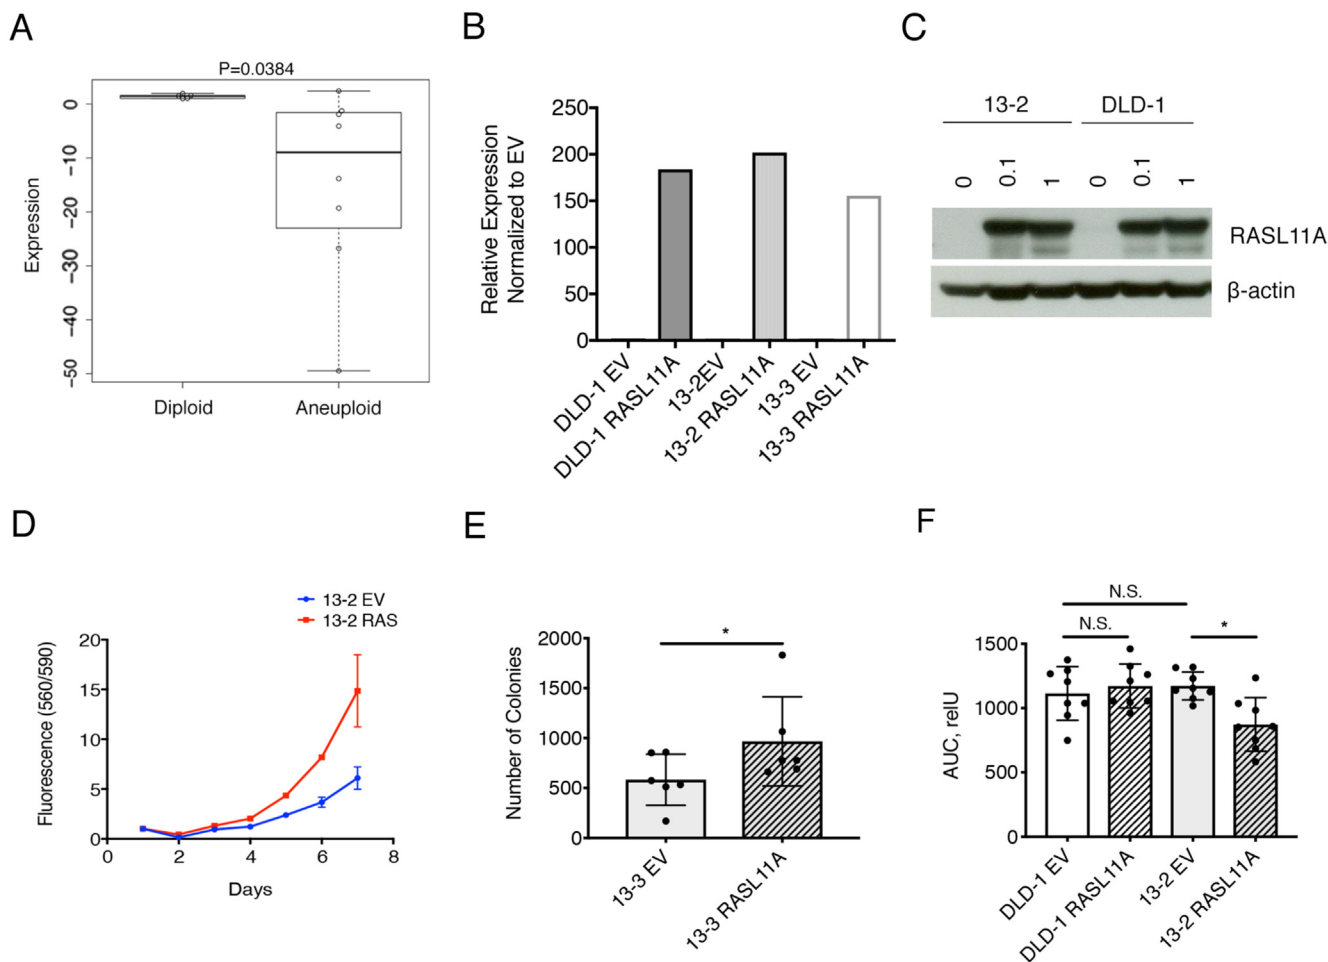 A
P=0.0384
Expression
0
-10
-20
-30
-40
-50
Diploid
Aneuploid
B
Relative Expression
Normalized to EV
250
200
150
100
50
0
DLD-1 EV
DLD-1 RASL11A
13-2EV
13-2 RASL11A
13-3 EV
13-3 RASL11A
C
13-2
DLD-1
0
0.1
1
0
0.1
1
RASL11A
β-actin
D
13-2 EV
13-2 RAS
Fluorescence (560/590)
20
15
10
5
0
0
2
4
6
8
Days
E
Number of Colonies
2000
1500
1000
500
0
*
13-3 EV
13-3 RASL11A
F
AUC, relU
1500
1000
500
0
N.S.
N.S.
*
DLD-1 EV
DLD-1 RASL11A
13-2 EV
13-2 RASL11A